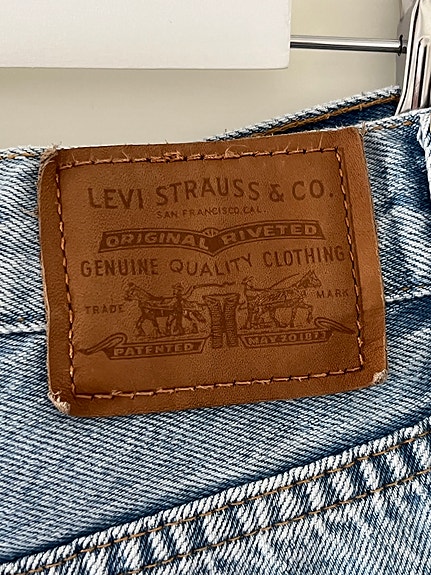 LEVI STRAUSS & CO.
SAN FRANCISCO, CAL.
ORIGINAL RIVETED
GENUINE QUALITY CLOTHING
TRADE MARK
PATENTED MAY 20 1873